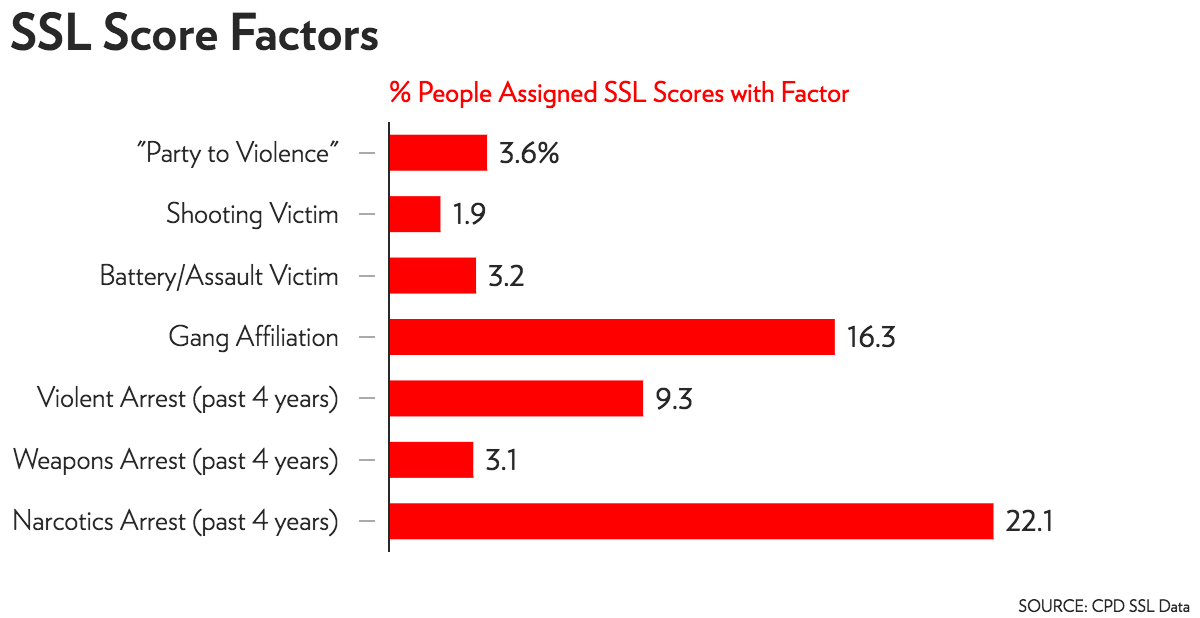 SSL Score Factors
% People Assigned SSL Scores with Factor
"Party to Violence" 3.6%
Shooting Victim 1.9
Battery/Assault Victim 3.2
Gang Affiliation 16.3
Violent Arrest (past 4 years) 9.3
Weapons Arrest (past 4 years) 3.1
Narcotics Arrest (past 4 years) 22.1
SOURCE: CPD SSL Data